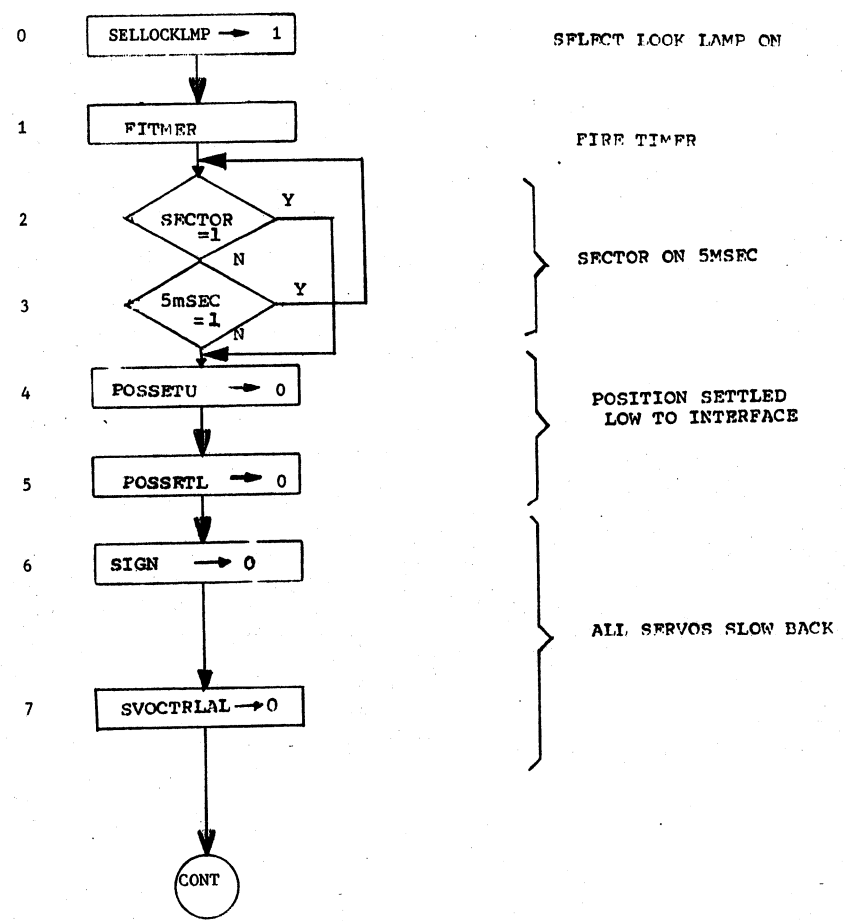 0 SELLOCKLMP → 1 SELECT LOOK LAMP ON
1 FITMER FIRE TIMER
Y
2 SECTOR =1
N
SECTOR ON 5MSEC
3 5mSEC =1
Y
N
4 POSSETU → 0
POSITION SETTLED
LOW TO INTERFACE
5 POSSETL → 0
6 SIGN → 0
ALL SERVOS SLOW BACK
7 SVOCTRLAL → 0
CONT